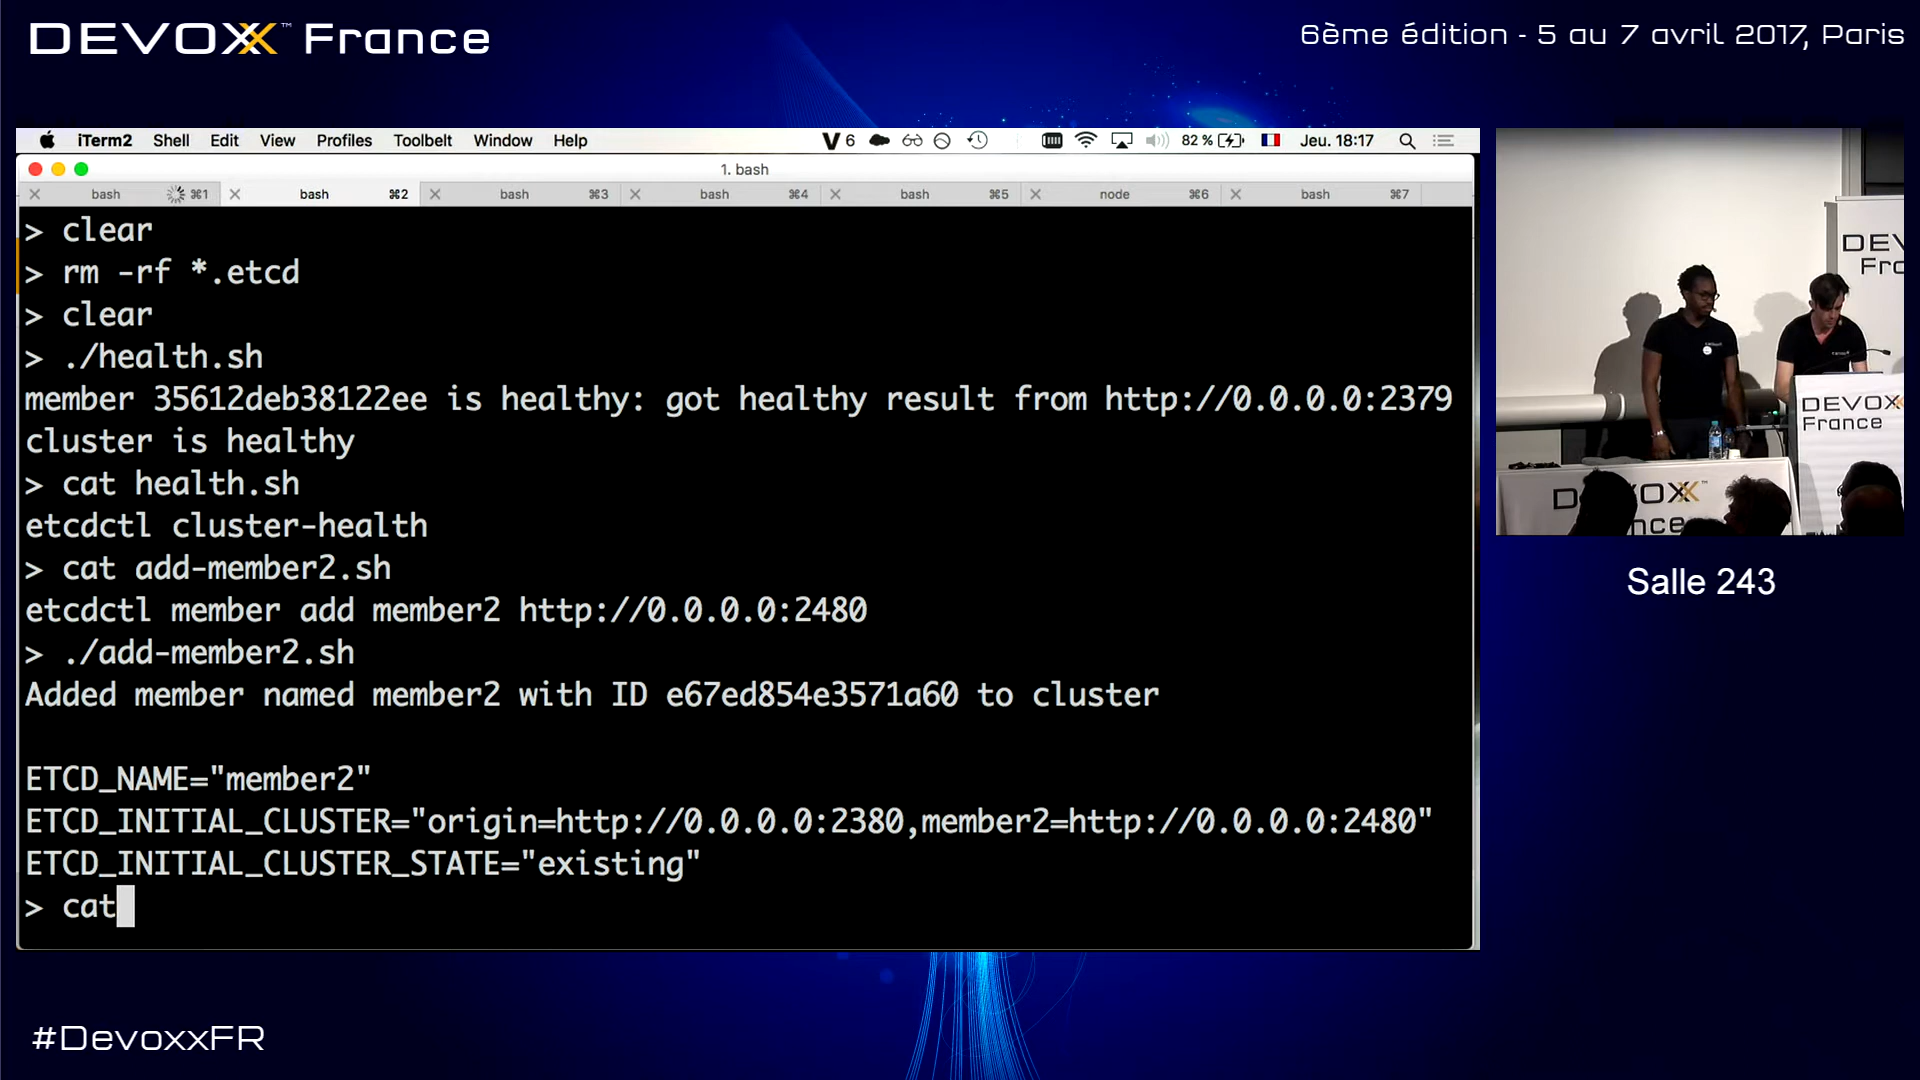 DEVOXX™ France
6ème édition - 5 au 7 avril 2017, Paris
iTerm2 Shell Edit View Profiles Toolbelt Window Help
6 82 % Jeu. 18:17
1. bash
bash ⌘1 bash ⌘2 bash ⌘3 bash ⌘4 bash ⌘5 node ⌘6 bash ⌘7
> clear
> rm -rf *.etcd
> clear
> ./health.sh
member 35612deb38122ee is healthy: got healthy result from http://0.0.0.0:2379
cluster is healthy
> cat health.sh
etcdctl cluster-health
> cat add-member2.sh
etcdctl member add member2 http://0.0.0.0:2480
> ./add-member2.sh
Added member named member2 with ID e67ed854e3571a60 to cluster
ETCD_NAME="member2"
ETCD_INITIAL_CLUSTER="origin=http://0.0.0.0:2380,member2=http://0.0.0.0:2480"
ETCD_INITIAL_CLUSTER_STATE="existing"
> cat
DEVOXX
France
Salle 243
#DevoxxFR